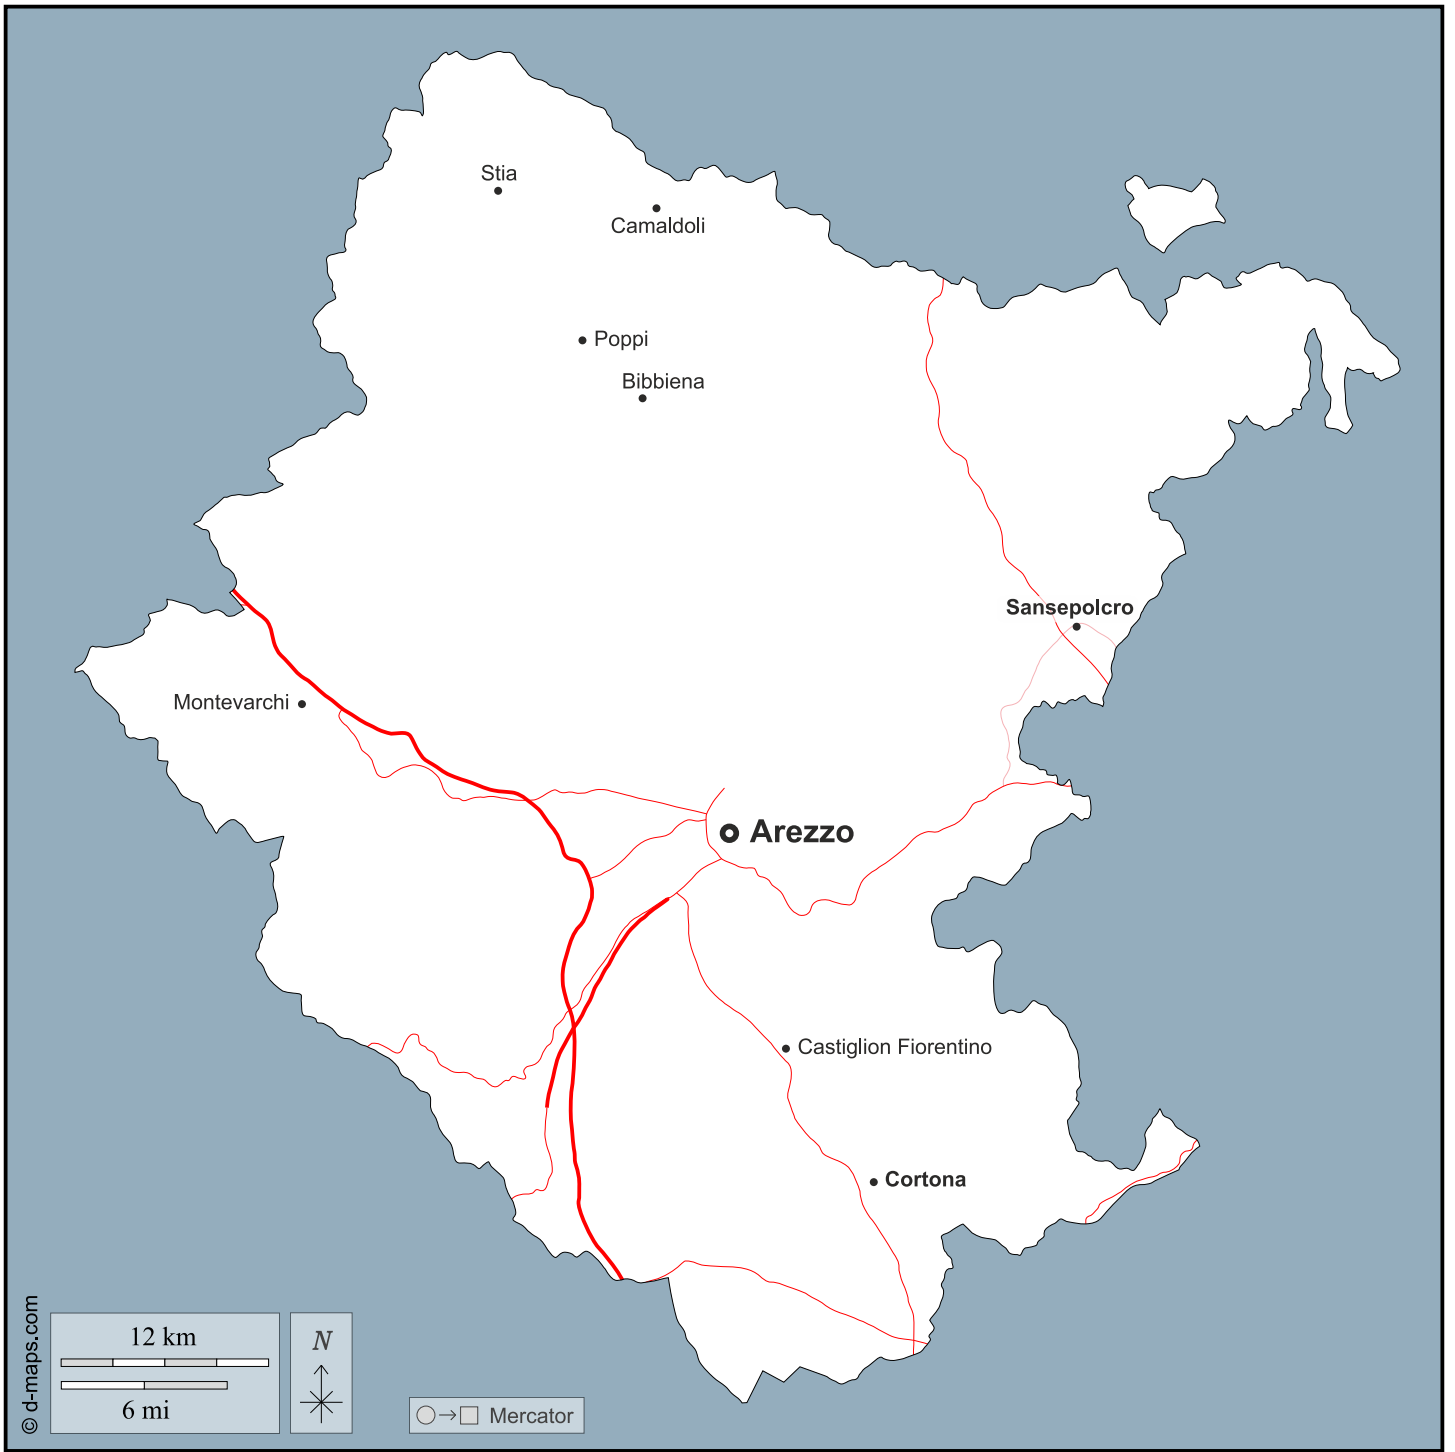 Stia
Camaldoli
Poppi
Bibbiena
Sansepolcro
Montevarchi
Arezzo
Castiglion Fiorentino
Cortona
12 km
6 mi
N
Mercator
© d-maps.com